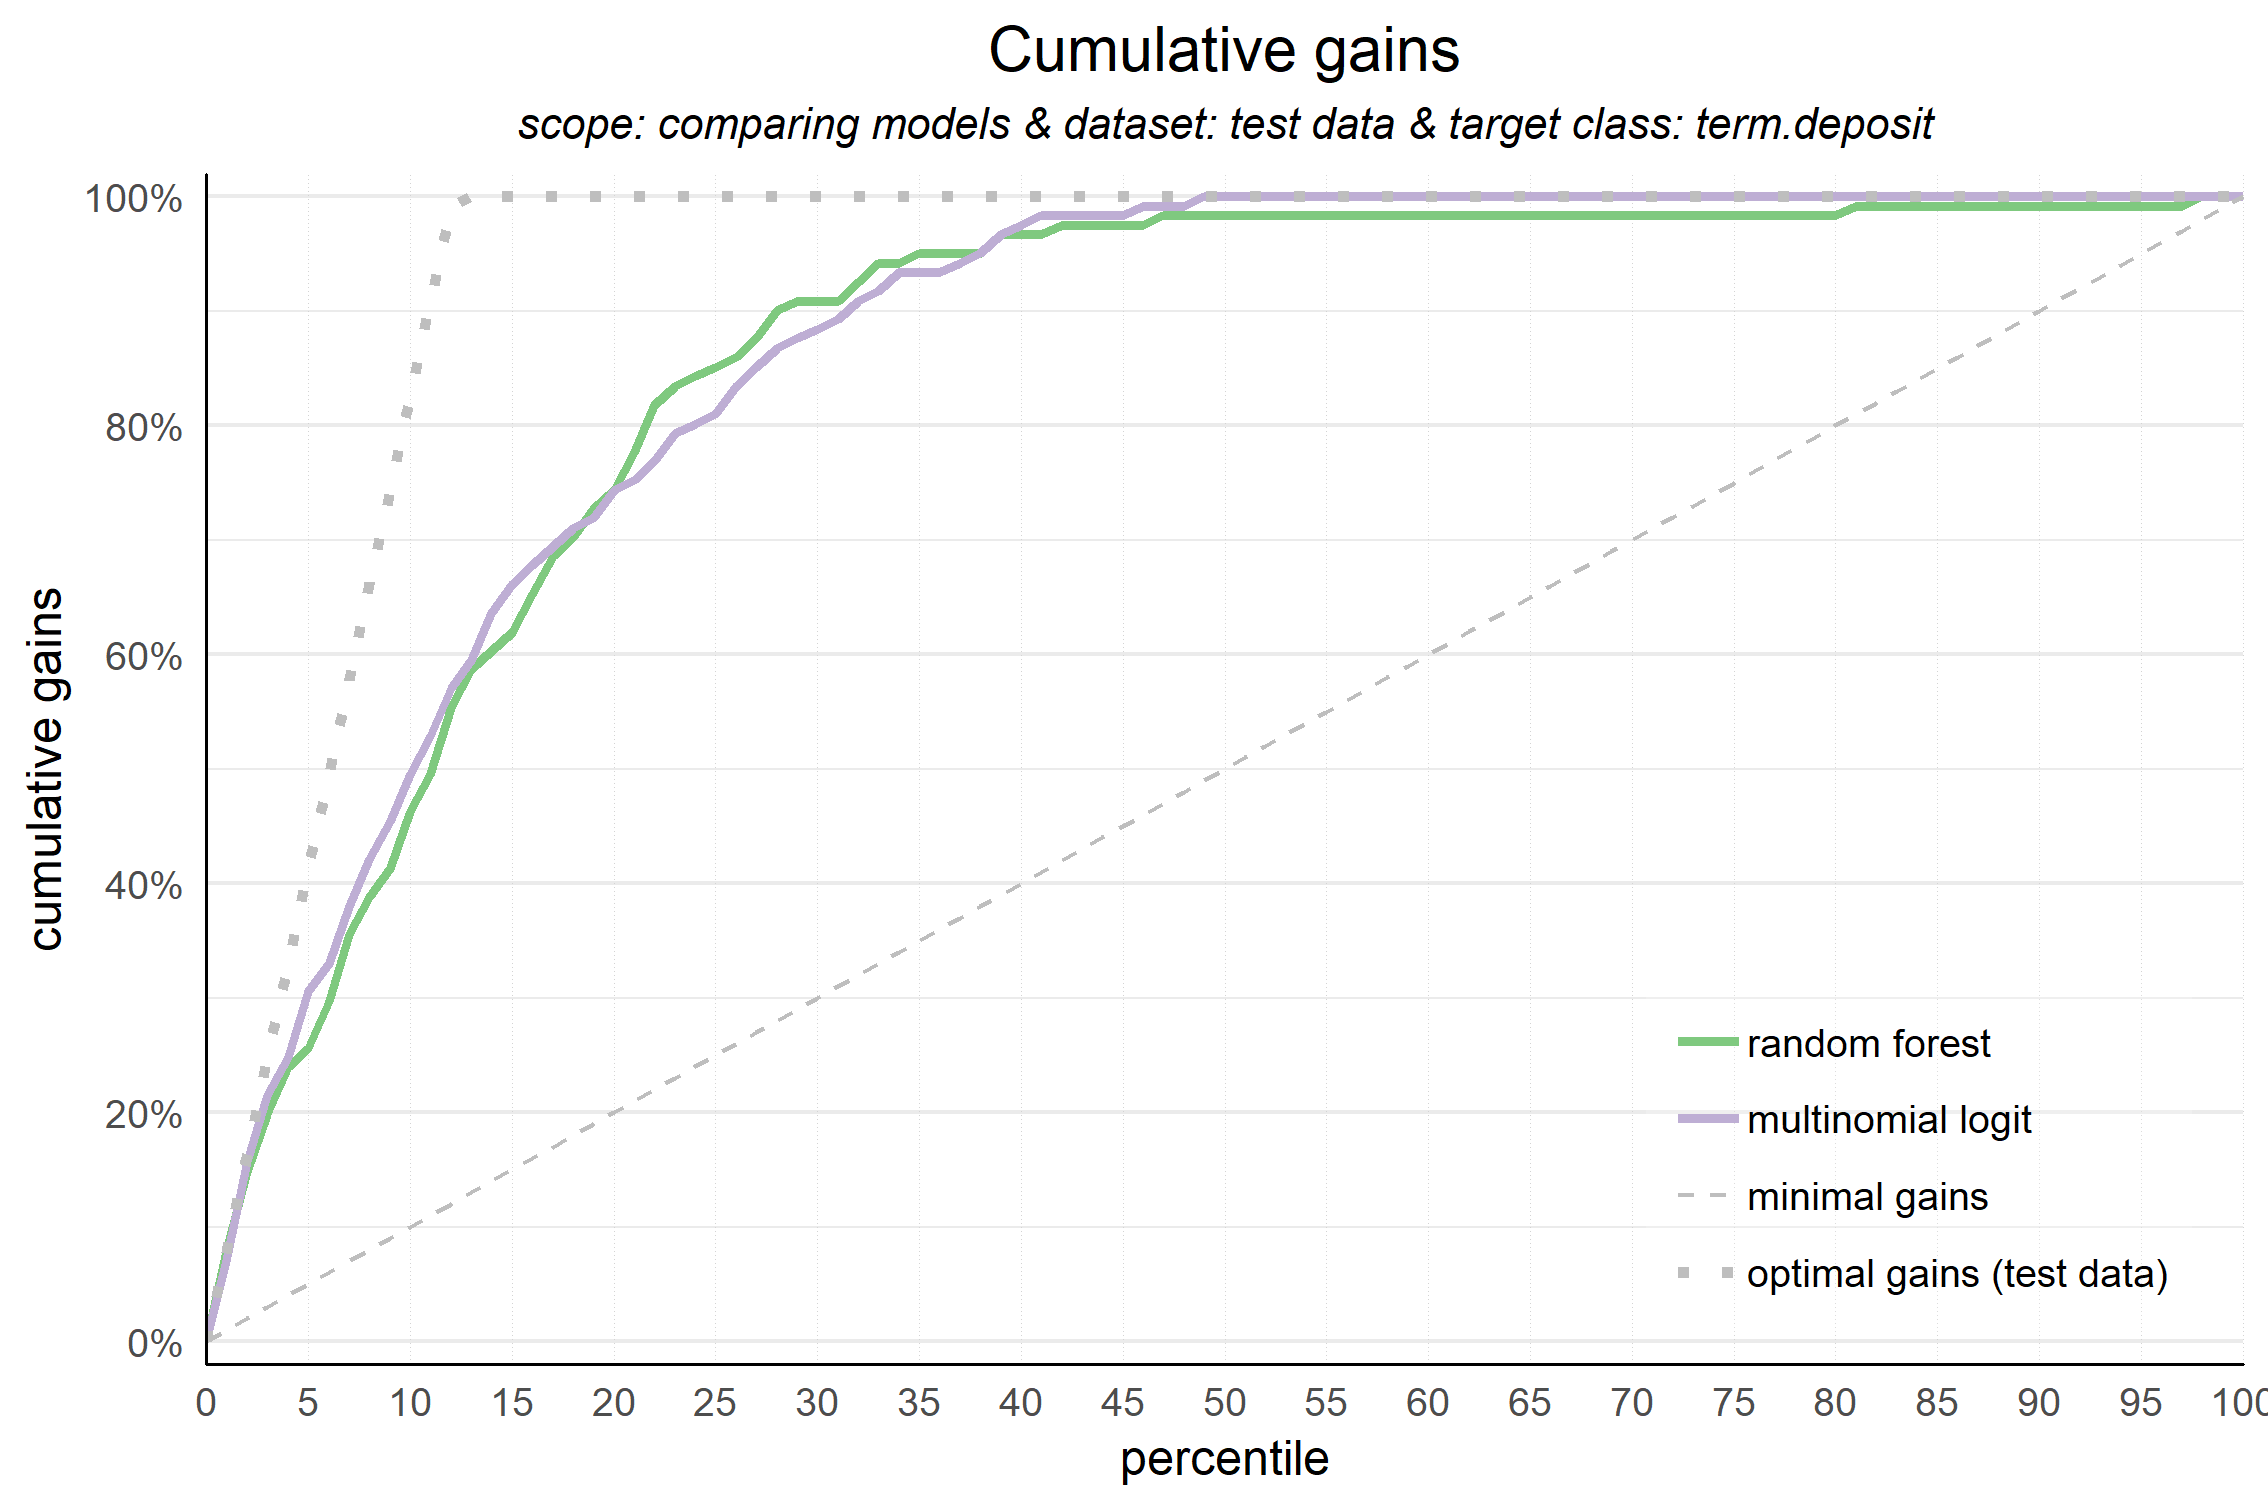 Cumulative gains
scope: comparing models & dataset: test data & target class: term.deposit
100%
80%
60%
40%
20%
0%
cumulative gains
random forest
multinomial logit
minimal gains
optimal gains (test data)
0 5 10 15 20 25 30 35 40 45 50 55 60 65 70 75 80 85 90 95 100
percentile